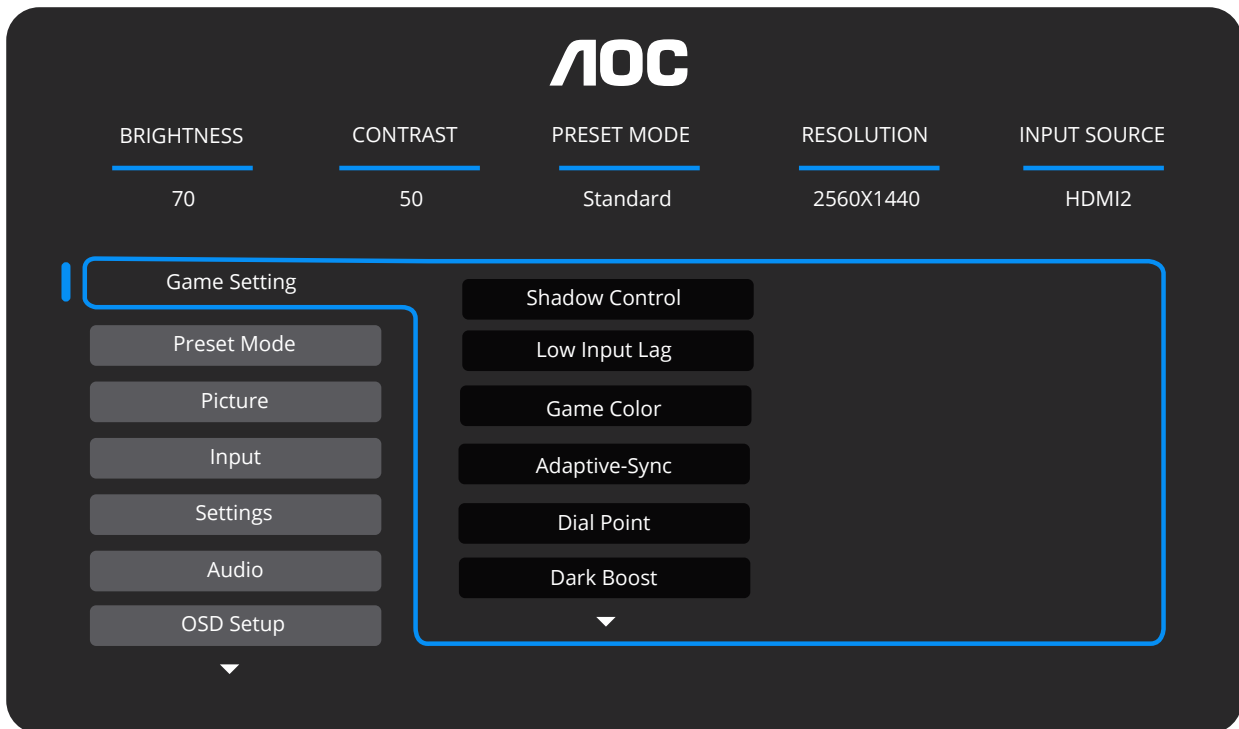 AOC
BRIGHTNESS CONTRAST PRESET MODE RESOLUTION INPUT SOURCE
70 50 Standard 2560X1440 HDMI2
Game Setting
Preset Mode
Picture
Input
Settings
Audio
OSD Setup
Shadow Control
Low Input Lag
Game Color
Adaptive-Sync
Dial Point
Dark Boost